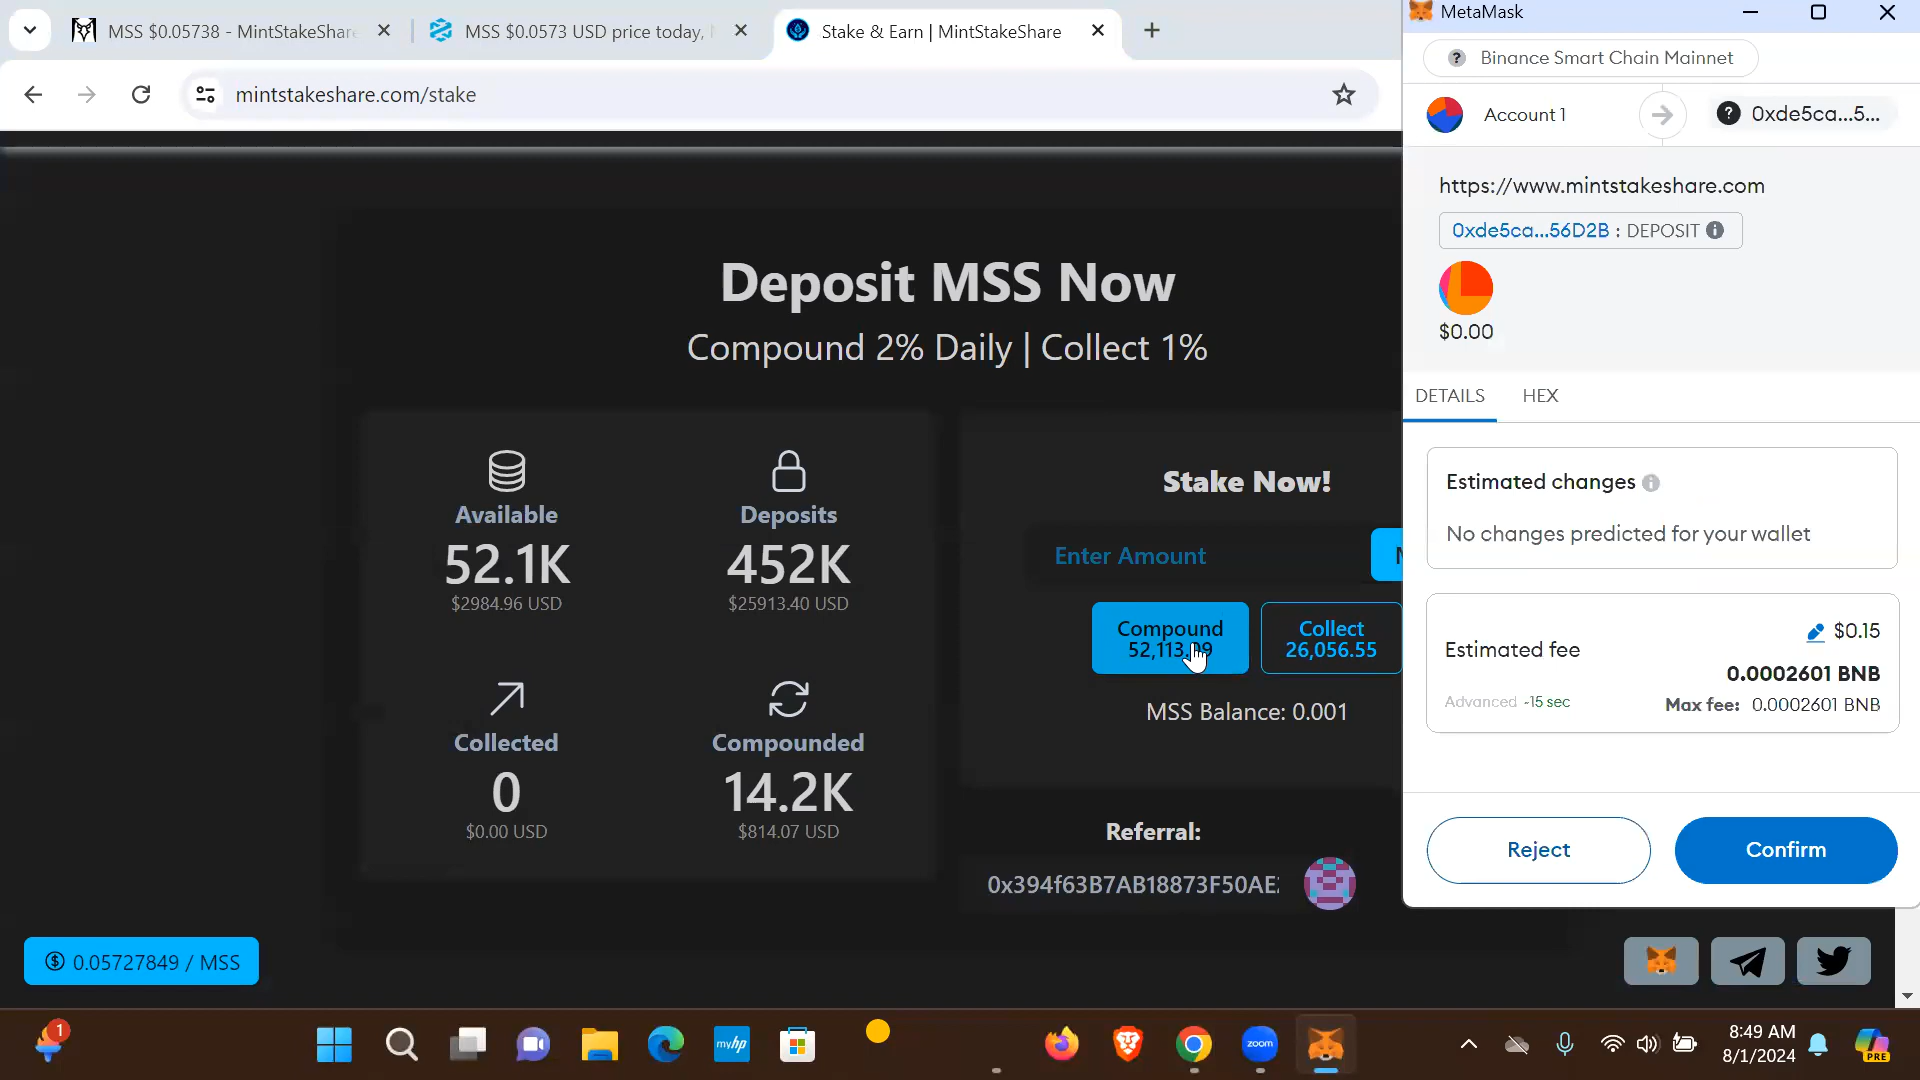 MSS $0.05738 - MintStakeShare
MSS $0.0573 USD price today,
Stake & Earn | MintStakeShare
mintstakeshare.com/stake
Deposit MSS Now
Compound 2% Daily | Collect 1%
Available
52.1K
$2984.96 USD
Deposits
452K
$25913.40 USD
Collected
0
$0.00 USD
Compounded
14.2K
$814.07 USD
Stake Now!
Enter Amount
Compound
Collect
26,056.55
MSS Balance: 0.001
Referral:
0x394f63B7AB18873F50AE
0.05727849 / MSS
MetaMask
Binance Smart Chain Mainnet
Account 1
0xde5ca...5...
https://www.mintstakeshare.com
0xde5ca...56D2B : DEPOSIT
$0.00
DETAILS
HEX
Estimated changes
No changes predicted for your wallet
Estimated fee
$0.15
0.0002601 BNB
Advanced ~15 sec
Max fee: 0.0002601 BNB
Reject
Confirm
1
myhp
zoom
8:49 AM
8/1/2024
PRE